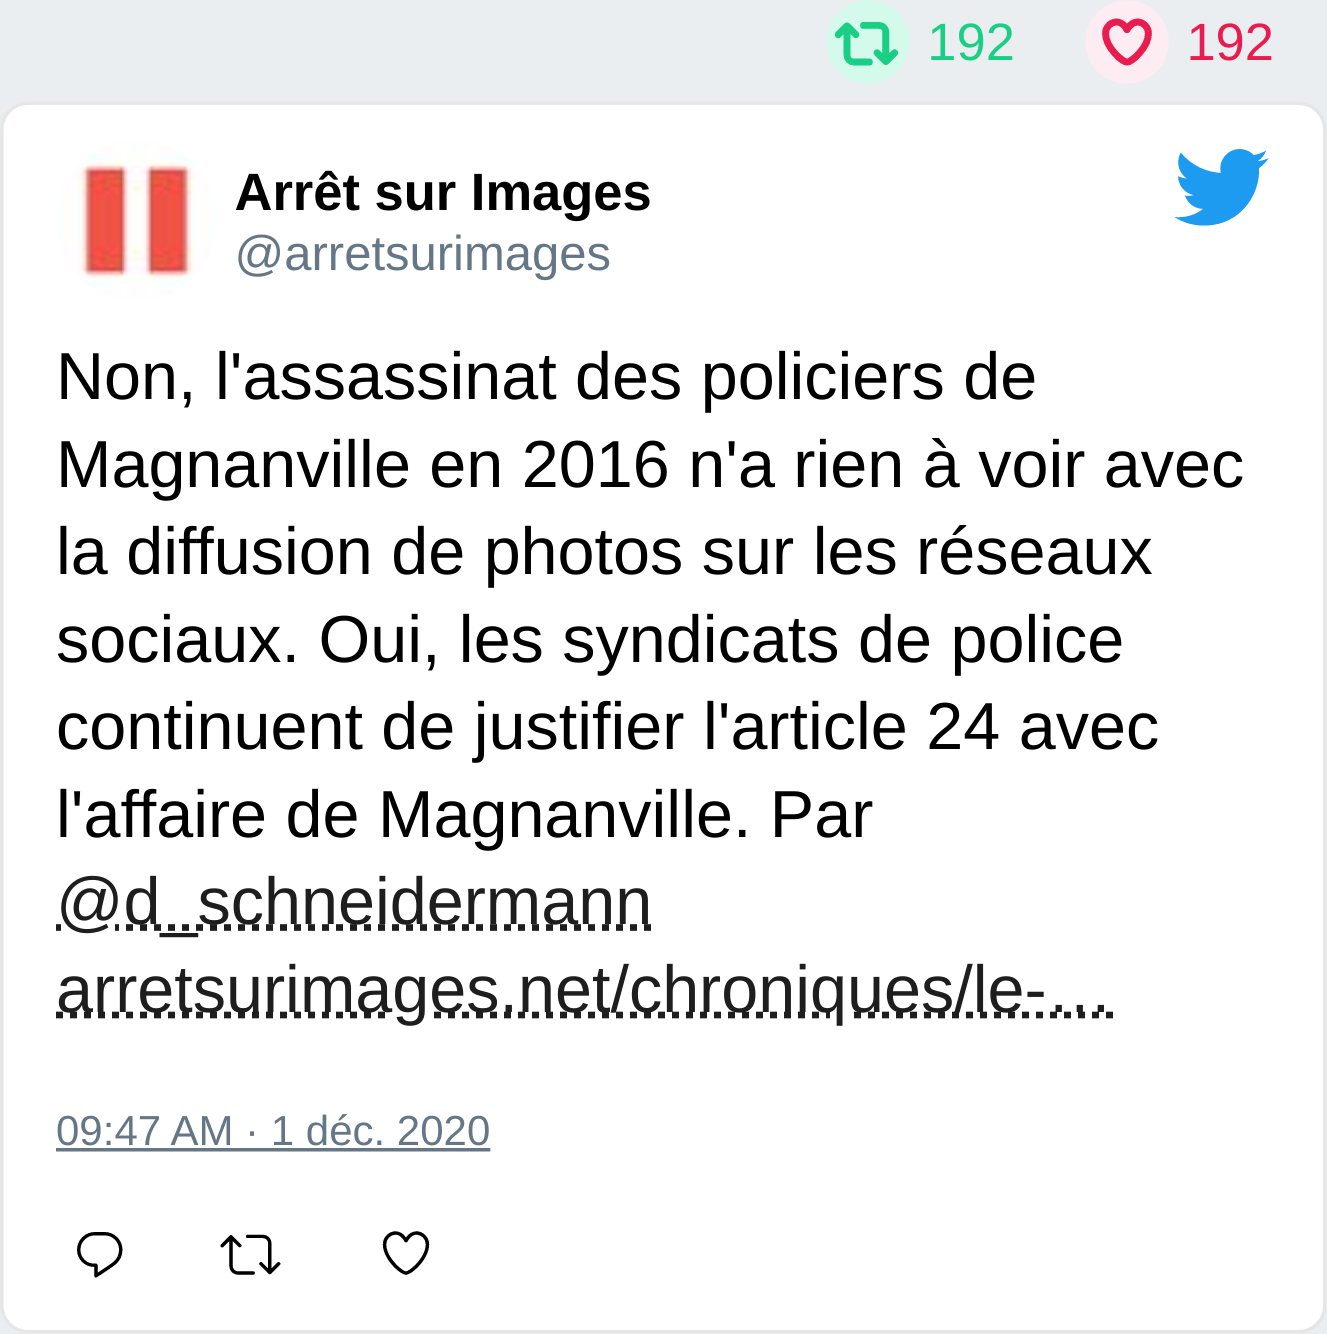 192 192
Arrêt sur Images
@arretsurimages
Non, l'assassinat des policiers de
Magnanville en 2016 n'a rien à voir avec
la diffusion de photos sur les réseaux
sociaux. Oui, les syndicats de police
continuent de justifier l'article 24 avec
l'affaire de Magnanville. Par
@d_schneidermann
arretsurimages.net/chroniques/le-…
09:47 AM · 1 déc. 2020